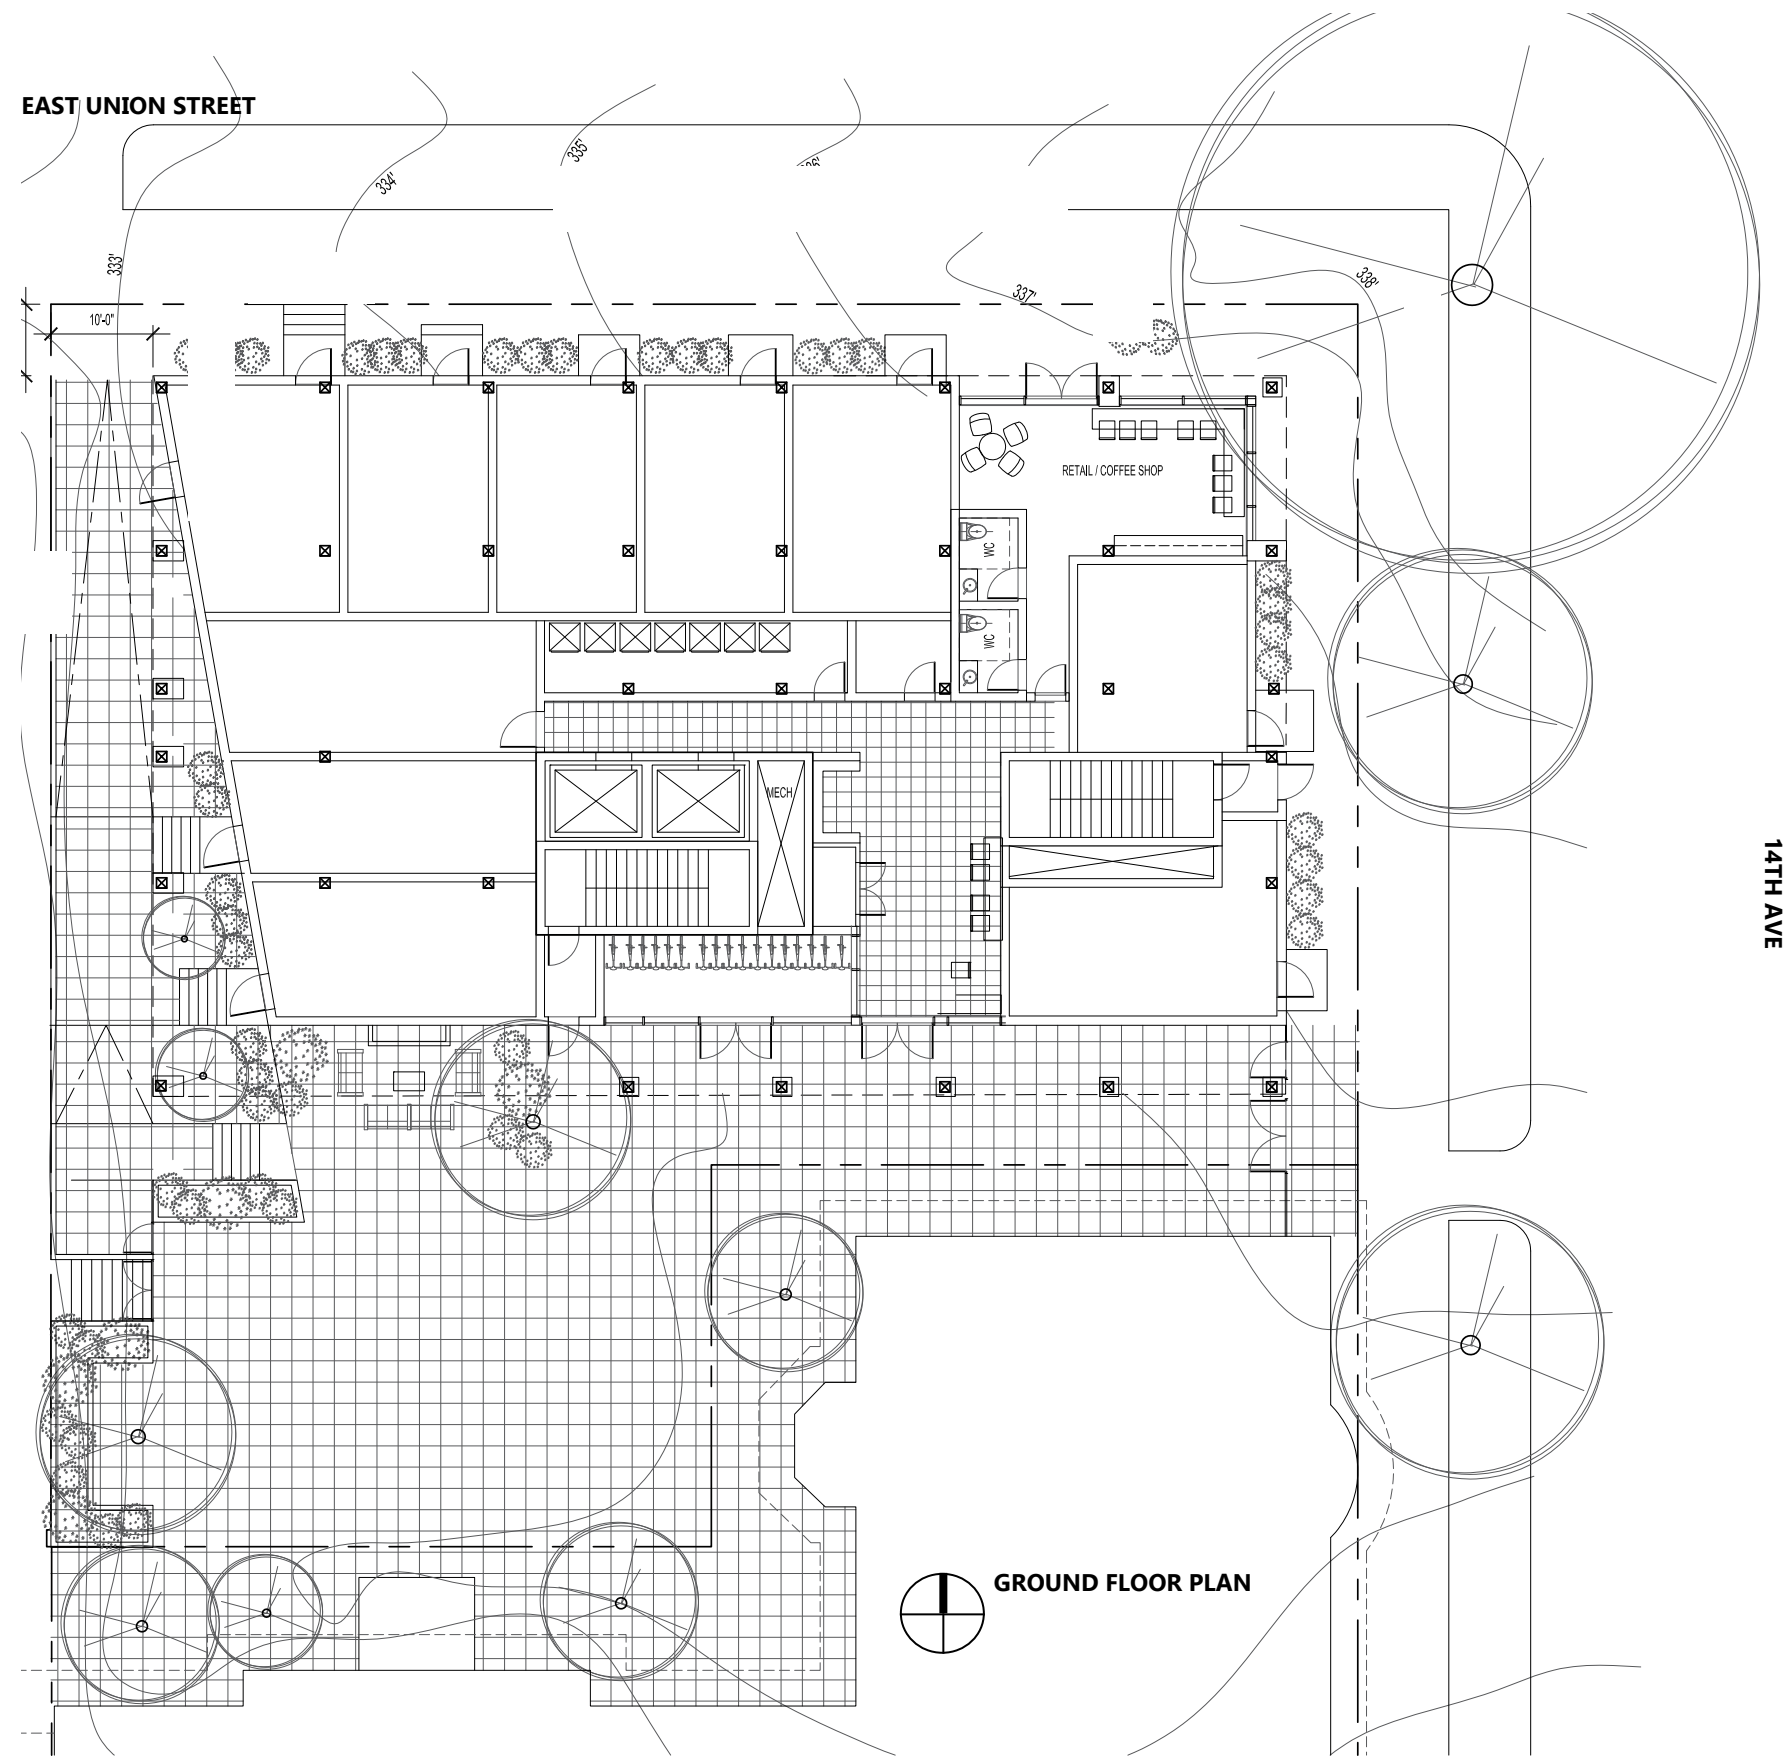 EAST UNION STREET
335'
334'
333'
338'
337'
10'-0"
RETAIL / COFFEE SHOP
WC
WC
MECH
14TH AVE
GROUND FLOOR PLAN